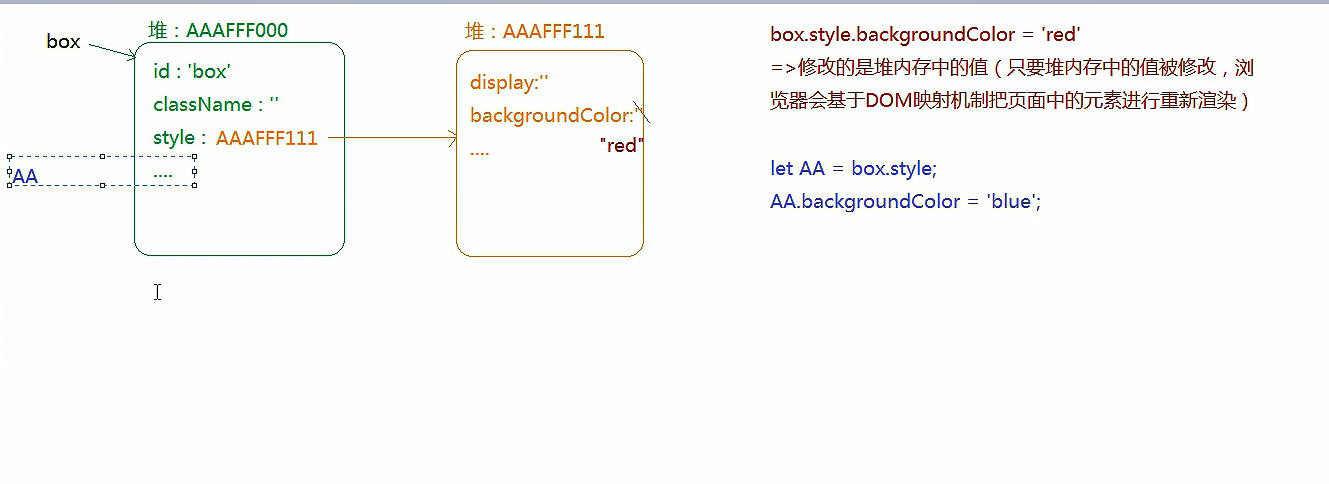 box
堆：AAAFFF000
id : 'box'
className : ''
style : AAAFFF111
....
AA
堆：AAAFFF111
display:''
backgroundColor:''
"red"
....
box.style.backgroundColor = 'red'
=>修改的是堆内存中的值（只要堆内存中的值被修改，浏
览器会基于DOM映射机制把页面中的元素进行重新渲染）
let AA = box.style;
AA.backgroundColor = 'blue';